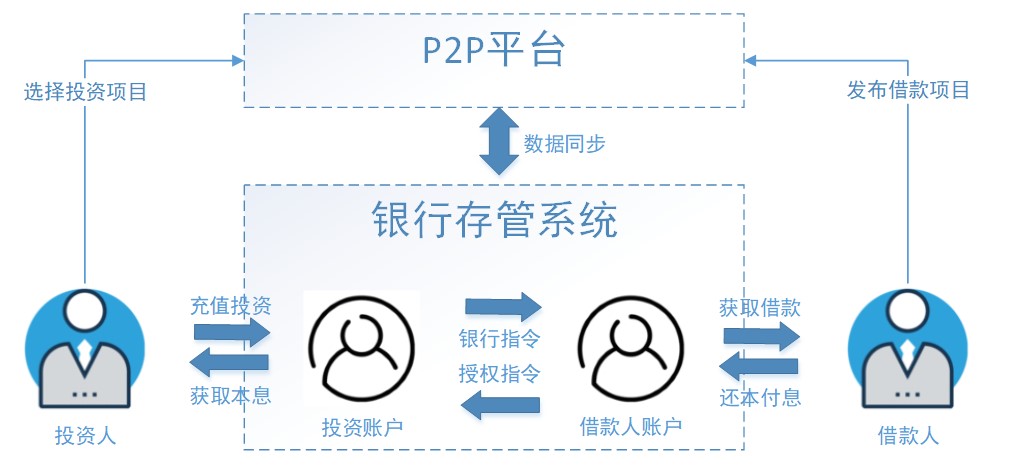 P2P平台
选择投资项目
发布借款项目
数据同步
银行存管系统
充值投资
获取借款
银行指令
授权指令
获取本息
还本付息
投资人
投资账户
借款人账户
借款人